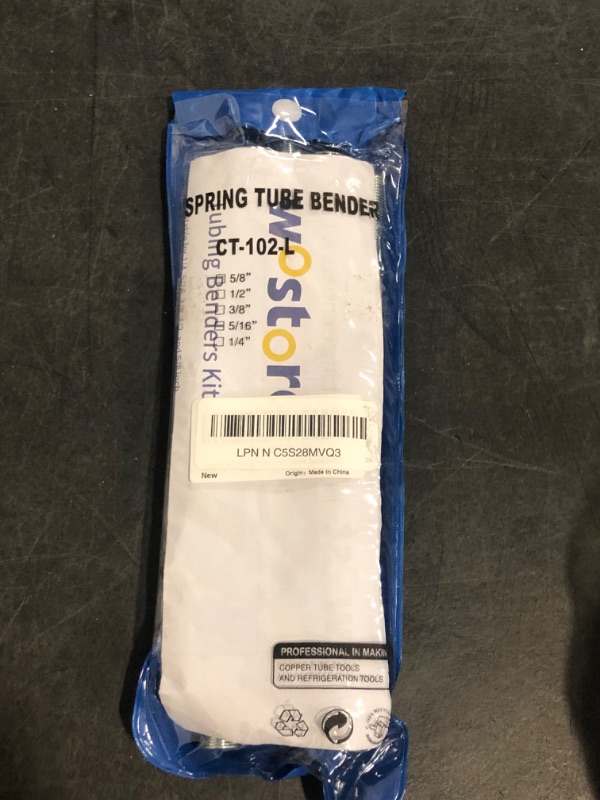 SPRING TUBE BENDER
CT-102-L
5/8"
1/2"
3/8"
5/16"
1/4"
wostore
ubing Benders Kit
LPN N C5S28MVQ3
New
Origin: Made In China
PROFESSIONAL IN MAKIN
COPPER TUBE TOOLS
AND REFRIGERATION TOOLS